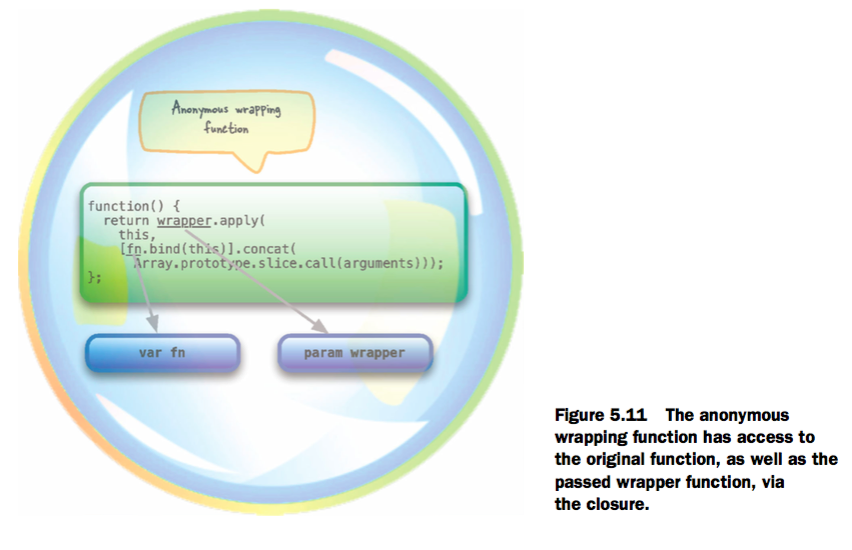 Anonymous wrapping
function
function() {
  return wrapper.apply(
    this,
    [fn.bind(this)].concat(
      Array.prototype.slice.call(arguments)));
};
var fn
param wrapper
Figure 5.11 The anonymous
wrapping function has access to
the original function, as well as the
passed wrapper function, via
the closure.